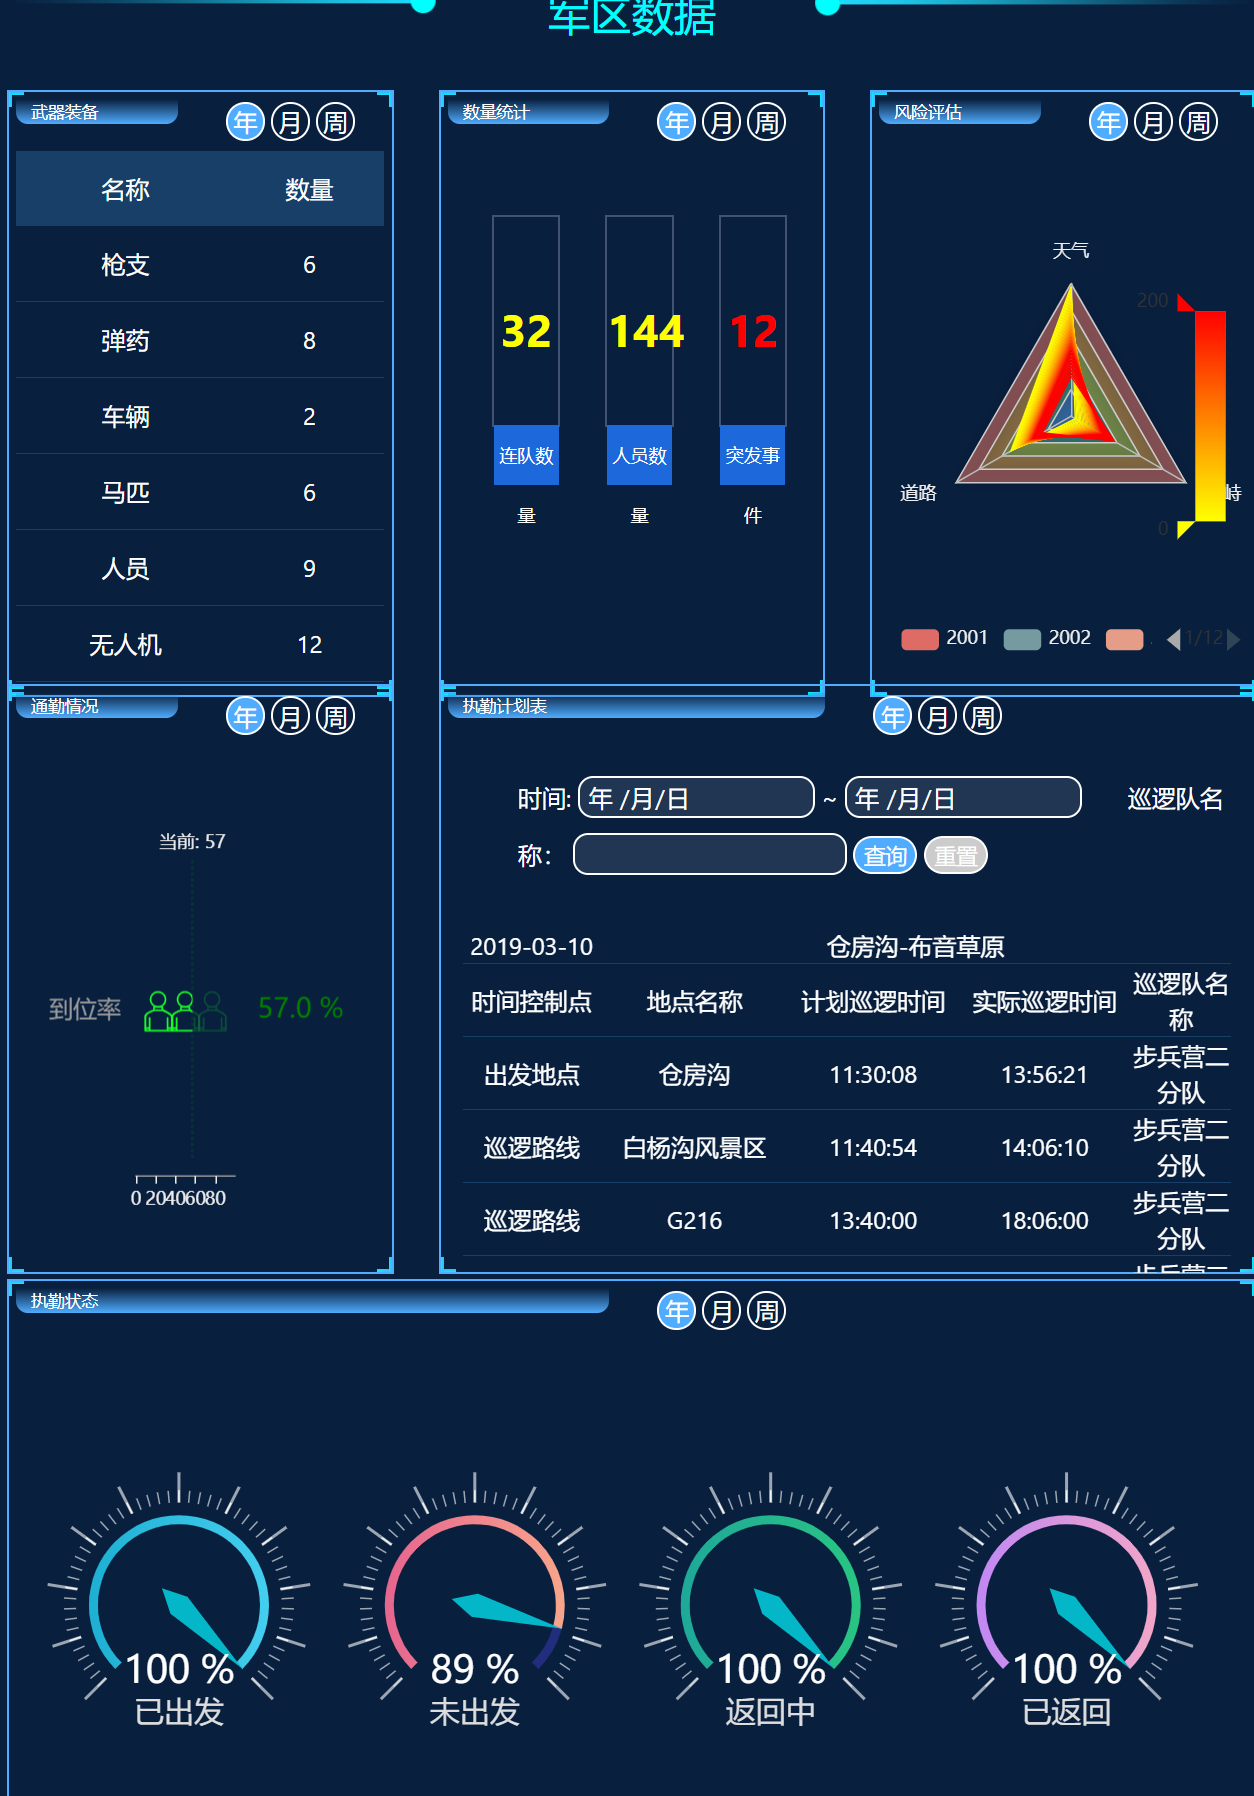 军区数据
武器装备 年 月 周
名称 数量
枪支 6
弹药 8
车辆 2
马匹 6
人员 9
无人机 12
数量统计 年 月 周
32 144 12
连队数 人员数 突发事
量 量 件
风险评估 年 月 周
天气
200
道路 峙
0
2001 2002 . 1/12
通勤情况 年 月 周
当前: 57
到位率 57.0 %
0 20406080
执勤计划表 年 月 周
时间: 年 /月/日 ~ 年 /月/日 巡逻队名
称： 查询 重置
2019-03-10 仓房沟-布音草原
时间控制点 地点名称 计划巡逻时间 实际巡逻时间 巡逻队名
称
出发地点 仓房沟 11:30:08 13:56:21 步兵营二
分队
巡逻路线 白杨沟风景区 11:40:54 14:06:10 步兵营二
分队
巡逻路线 G216 13:40:00 18:06:00 步兵营二
分队
执勤状态 年 月 周
100 % 89 % 100 % 100 %
已出发 未出发 返回中 已返回